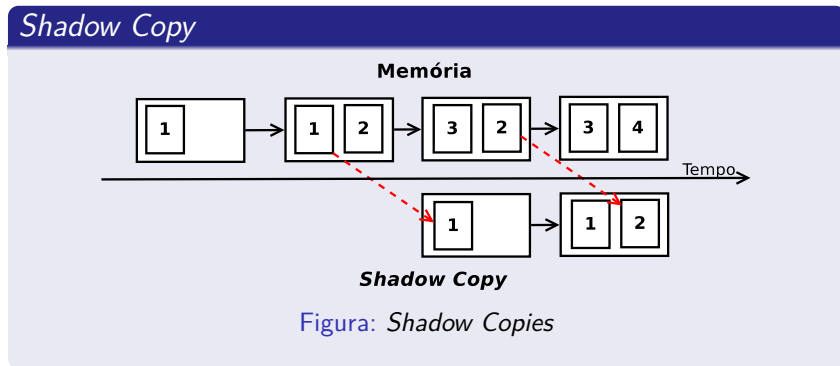 Shadow Copy
Memória
1 1 2 3 2 3 4
Tempo
1 1 2
Shadow Copy
Figura: Shadow Copies